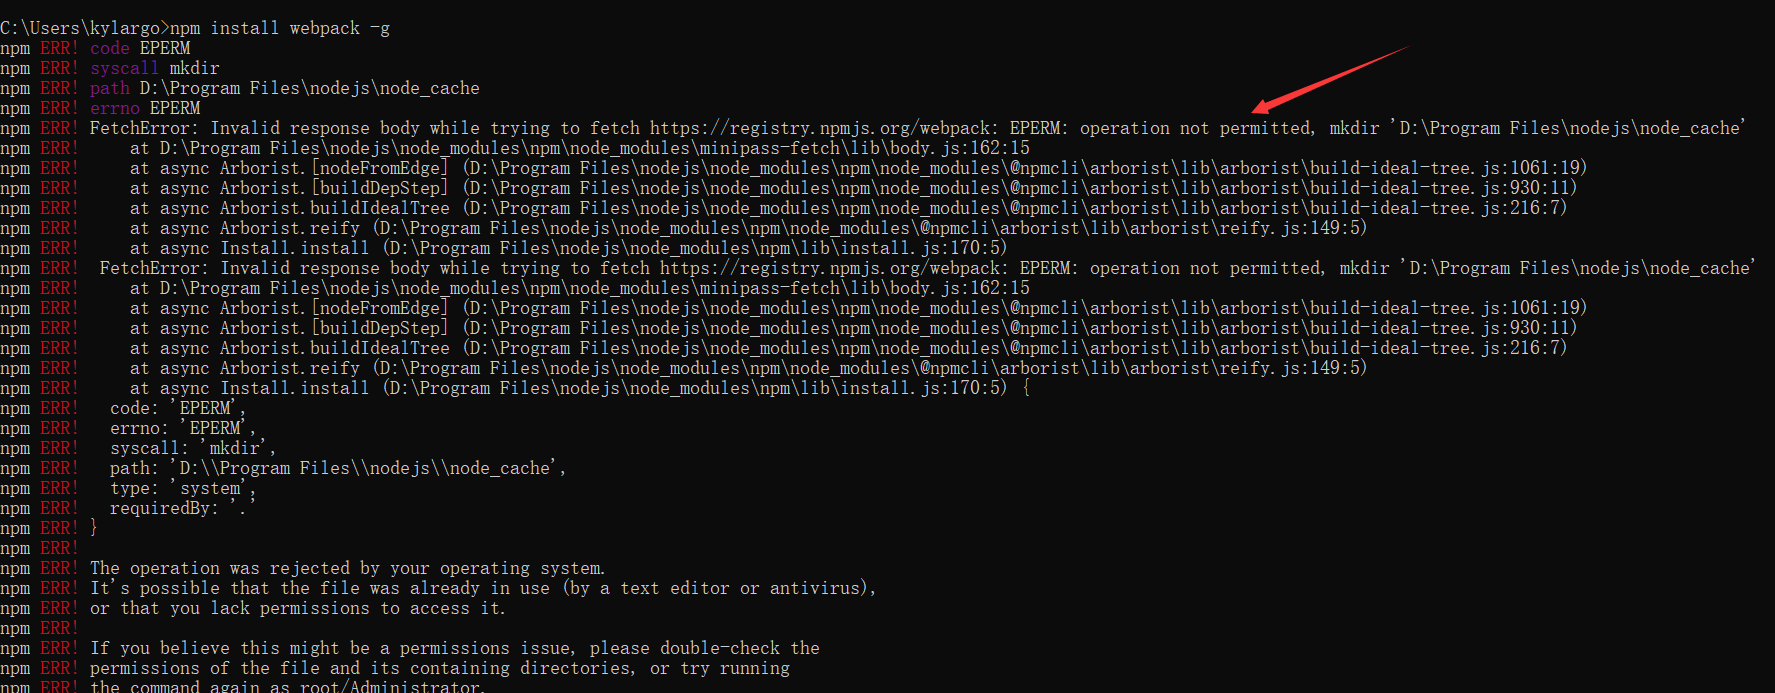 C:\Users\kylargo>npm install webpack -g
npm ERR! code EPERM
npm ERR! syscall mkdir
npm ERR! path D:\Program Files\nodejs\node_cache
npm ERR! errno EPERM
npm ERR! FetchError: Invalid response body while trying to fetch https://registry.npmjs.org/webpack: EPERM: operation not permitted, mkdir 'D:\Program Files\nodejs\node_cache'
npm ERR!     at D:\Program Files\nodejs\node_modules\npm\node_modules\minipass-fetch\lib\body.js:162:15
npm ERR!     at async Arborist.[nodeFromEdge] (D:\Program Files\nodejs\node_modules\npm\node_modules\@npmcli\arborist\lib\arborist\build-ideal-tree.js:1061:19)
npm ERR!     at async Arborist.[buildDepStep] (D:\Program Files\nodejs\node_modules\npm\node_modules\@npmcli\arborist\lib\arborist\build-ideal-tree.js:930:11)
npm ERR!     at async Arborist.buildIdealTree (D:\Program Files\nodejs\node_modules\npm\node_modules\@npmcli\arborist\lib\arborist\build-ideal-tree.js:216:7)
npm ERR!     at async Arborist.reify (D:\Program Files\nodejs\node_modules\npm\node_modules\@npmcli\arborist\lib\arborist\reify.js:149:5)
npm ERR!     at async Install.install (D:\Program Files\nodejs\node_modules\npm\lib\install.js:170:5)
npm ERR!  FetchError: Invalid response body while trying to fetch https://registry.npmjs.org/webpack: EPERM: operation not permitted, mkdir 'D:\Program Files\nodejs\node_cache'
npm ERR!     at D:\Program Files\nodejs\node_modules\npm\node_modules\minipass-fetch\lib\body.js:162:15
npm ERR!     at async Arborist.[nodeFromEdge] (D:\Program Files\nodejs\node_modules\npm\node_modules\@npmcli\arborist\lib\arborist\build-ideal-tree.js:1061:19)
npm ERR!     at async Arborist.[buildDepStep] (D:\Program Files\nodejs\node_modules\npm\node_modules\@npmcli\arborist\lib\arborist\build-ideal-tree.js:930:11)
npm ERR!     at async Arborist.buildIdealTree (D:\Program Files\nodejs\node_modules\npm\node_modules\@npmcli\arborist\lib\arborist\build-ideal-tree.js:216:7)
npm ERR!     at async Arborist.reify (D:\Program Files\nodejs\node_modules\npm\node_modules\@npmcli\arborist\lib\arborist\reify.js:149:5)
npm ERR!     at async Install.install (D:\Program Files\nodejs\node_modules\npm\lib\install.js:170:5) {
npm ERR!   code: 'EPERM',
npm ERR!   errno: 'EPERM',
npm ERR!   syscall: 'mkdir',
npm ERR!   path: 'D:\\Program Files\\nodejs\\node_cache',
npm ERR!   type: 'system',
npm ERR!   requiredBy: '.'
npm ERR! }
npm ERR!
npm ERR! The operation was rejected by your operating system.
npm ERR! It's possible that the file was already in use (by a text editor or antivirus),
npm ERR! or that you lack permissions to access it.
npm ERR!
npm ERR! If you believe this might be a permissions issue, please double-check the
npm ERR! permissions of the file and its containing directories, or try running
npm ERR! the command again as root/Administrator.